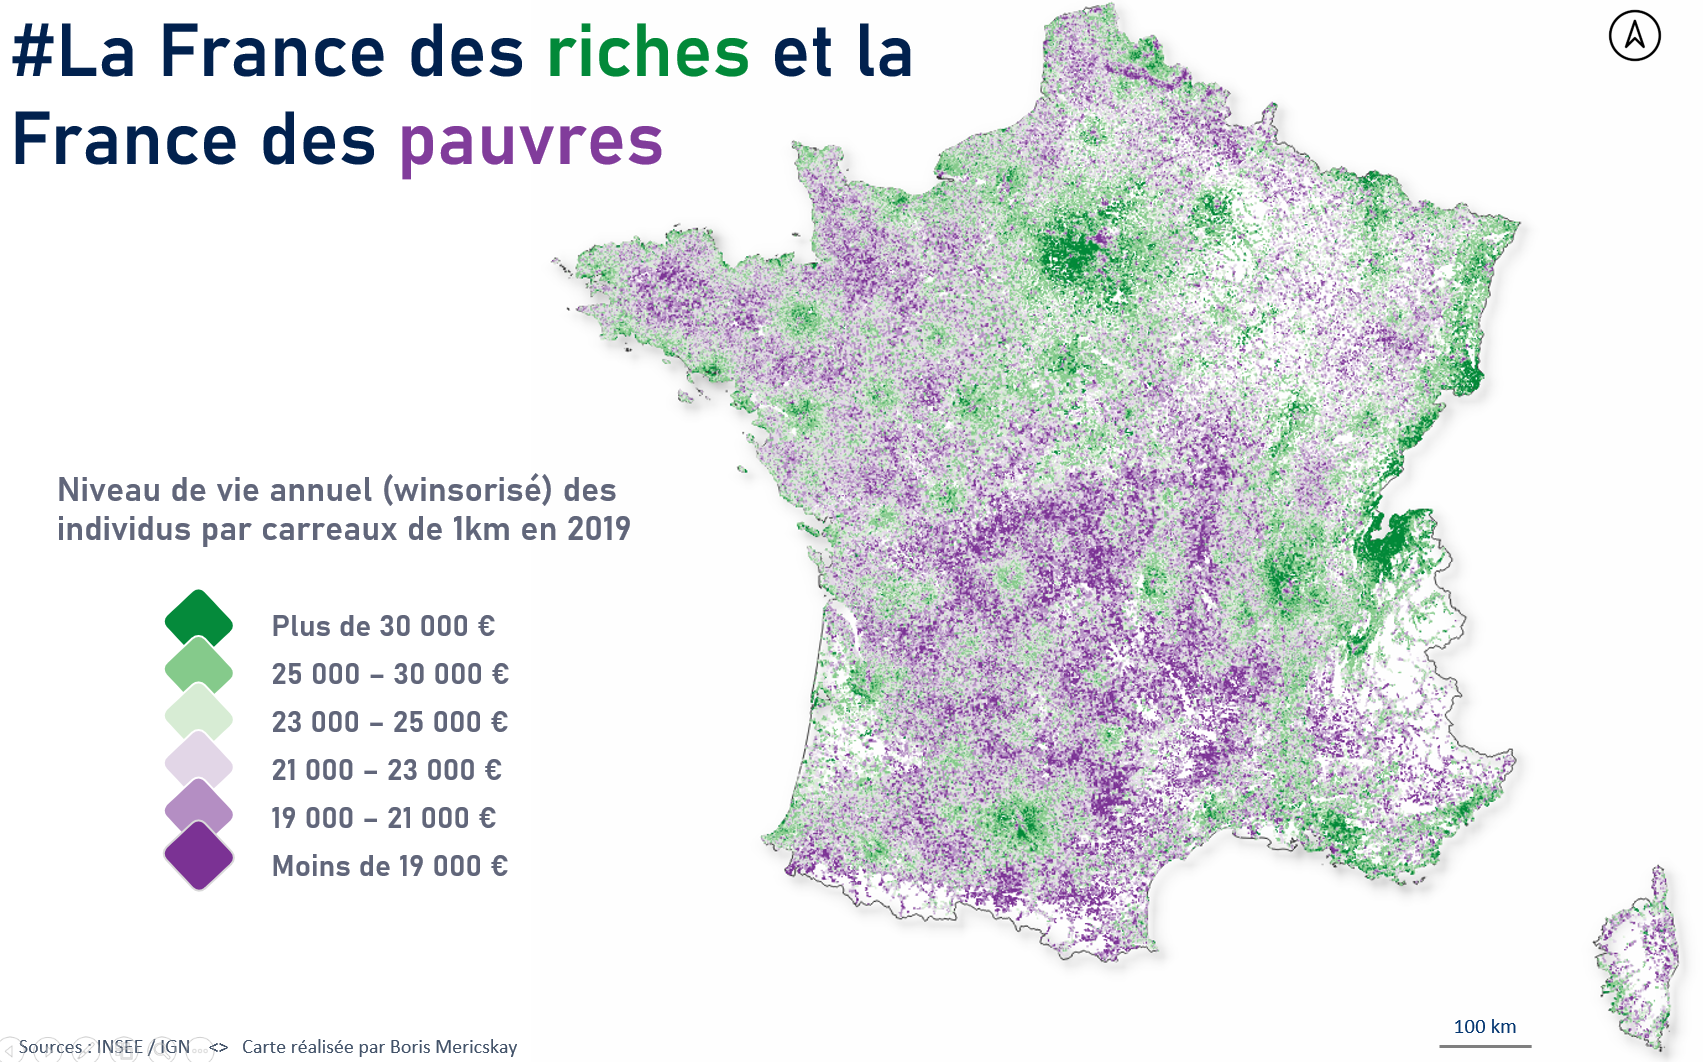 #La France des riches et la
France des pauvres
Niveau de vie annuel (winsorisé) des
individus par carreaux de 1km en 2019
Plus de 30 000 €
25 000 – 30 000 €
23 000 – 25 000 €
21 000 – 23 000 €
19 000 – 21 000 €
Moins de 19 000 €
100 km
Sources : INSEE / IGN <> Carte réalisée par Boris Mericskay